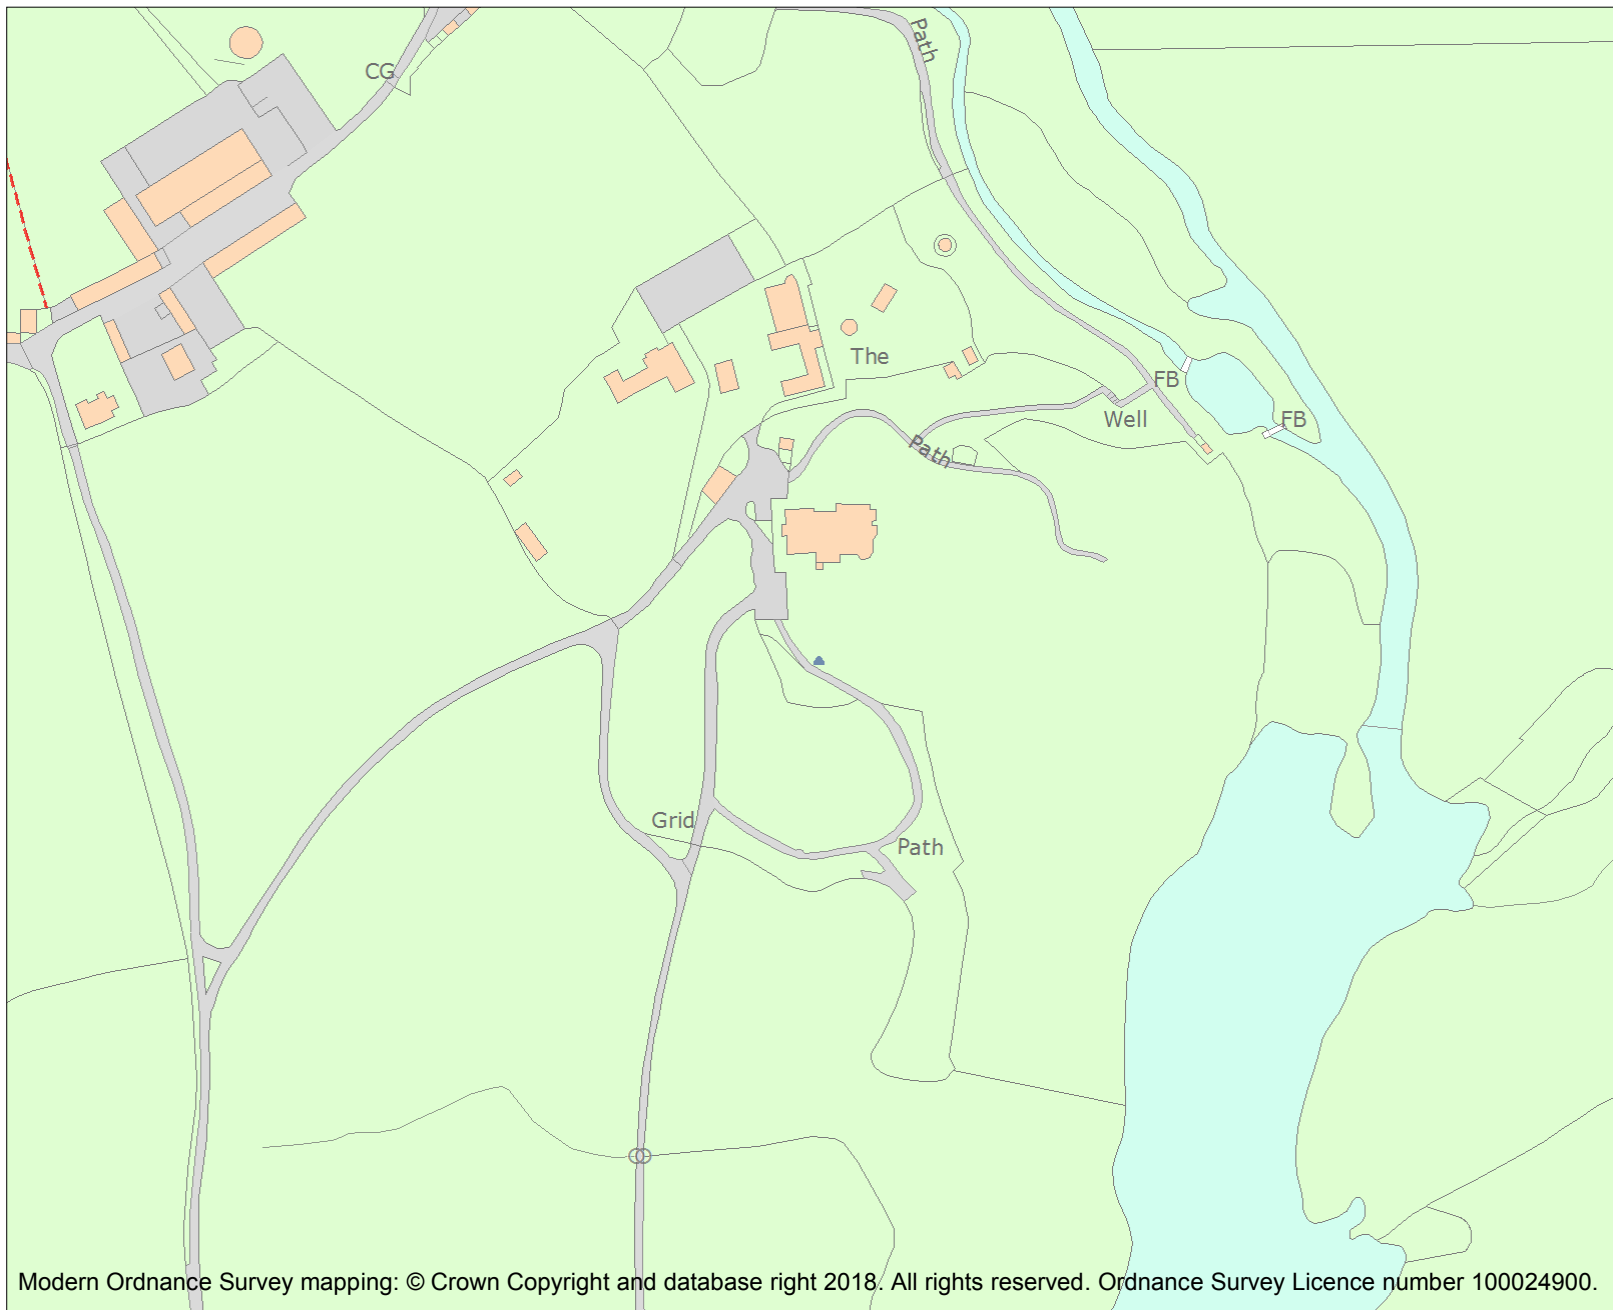 Path
CG
The
FB
Well
FB
Path
Grid
Path
Modern Ordnance Survey mapping: © Crown Copyright and database right 2018. All rights reserved. Ordnance Survey Licence number 100024900.